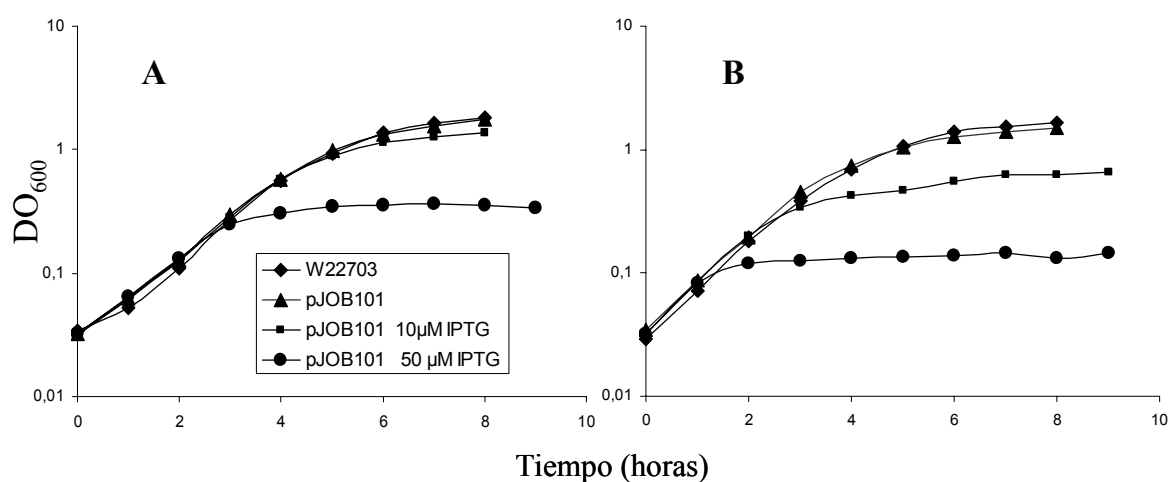 A
B
10
1
0,1
0,01
DO600
W22703
pJOB101
pJOB101 10µM IPTG
pJOB101 50 µM IPTG
0 2 4 6 8 10
10
1
0,1
0,01
0 2 4 6 8 10
Tiempo (horas)